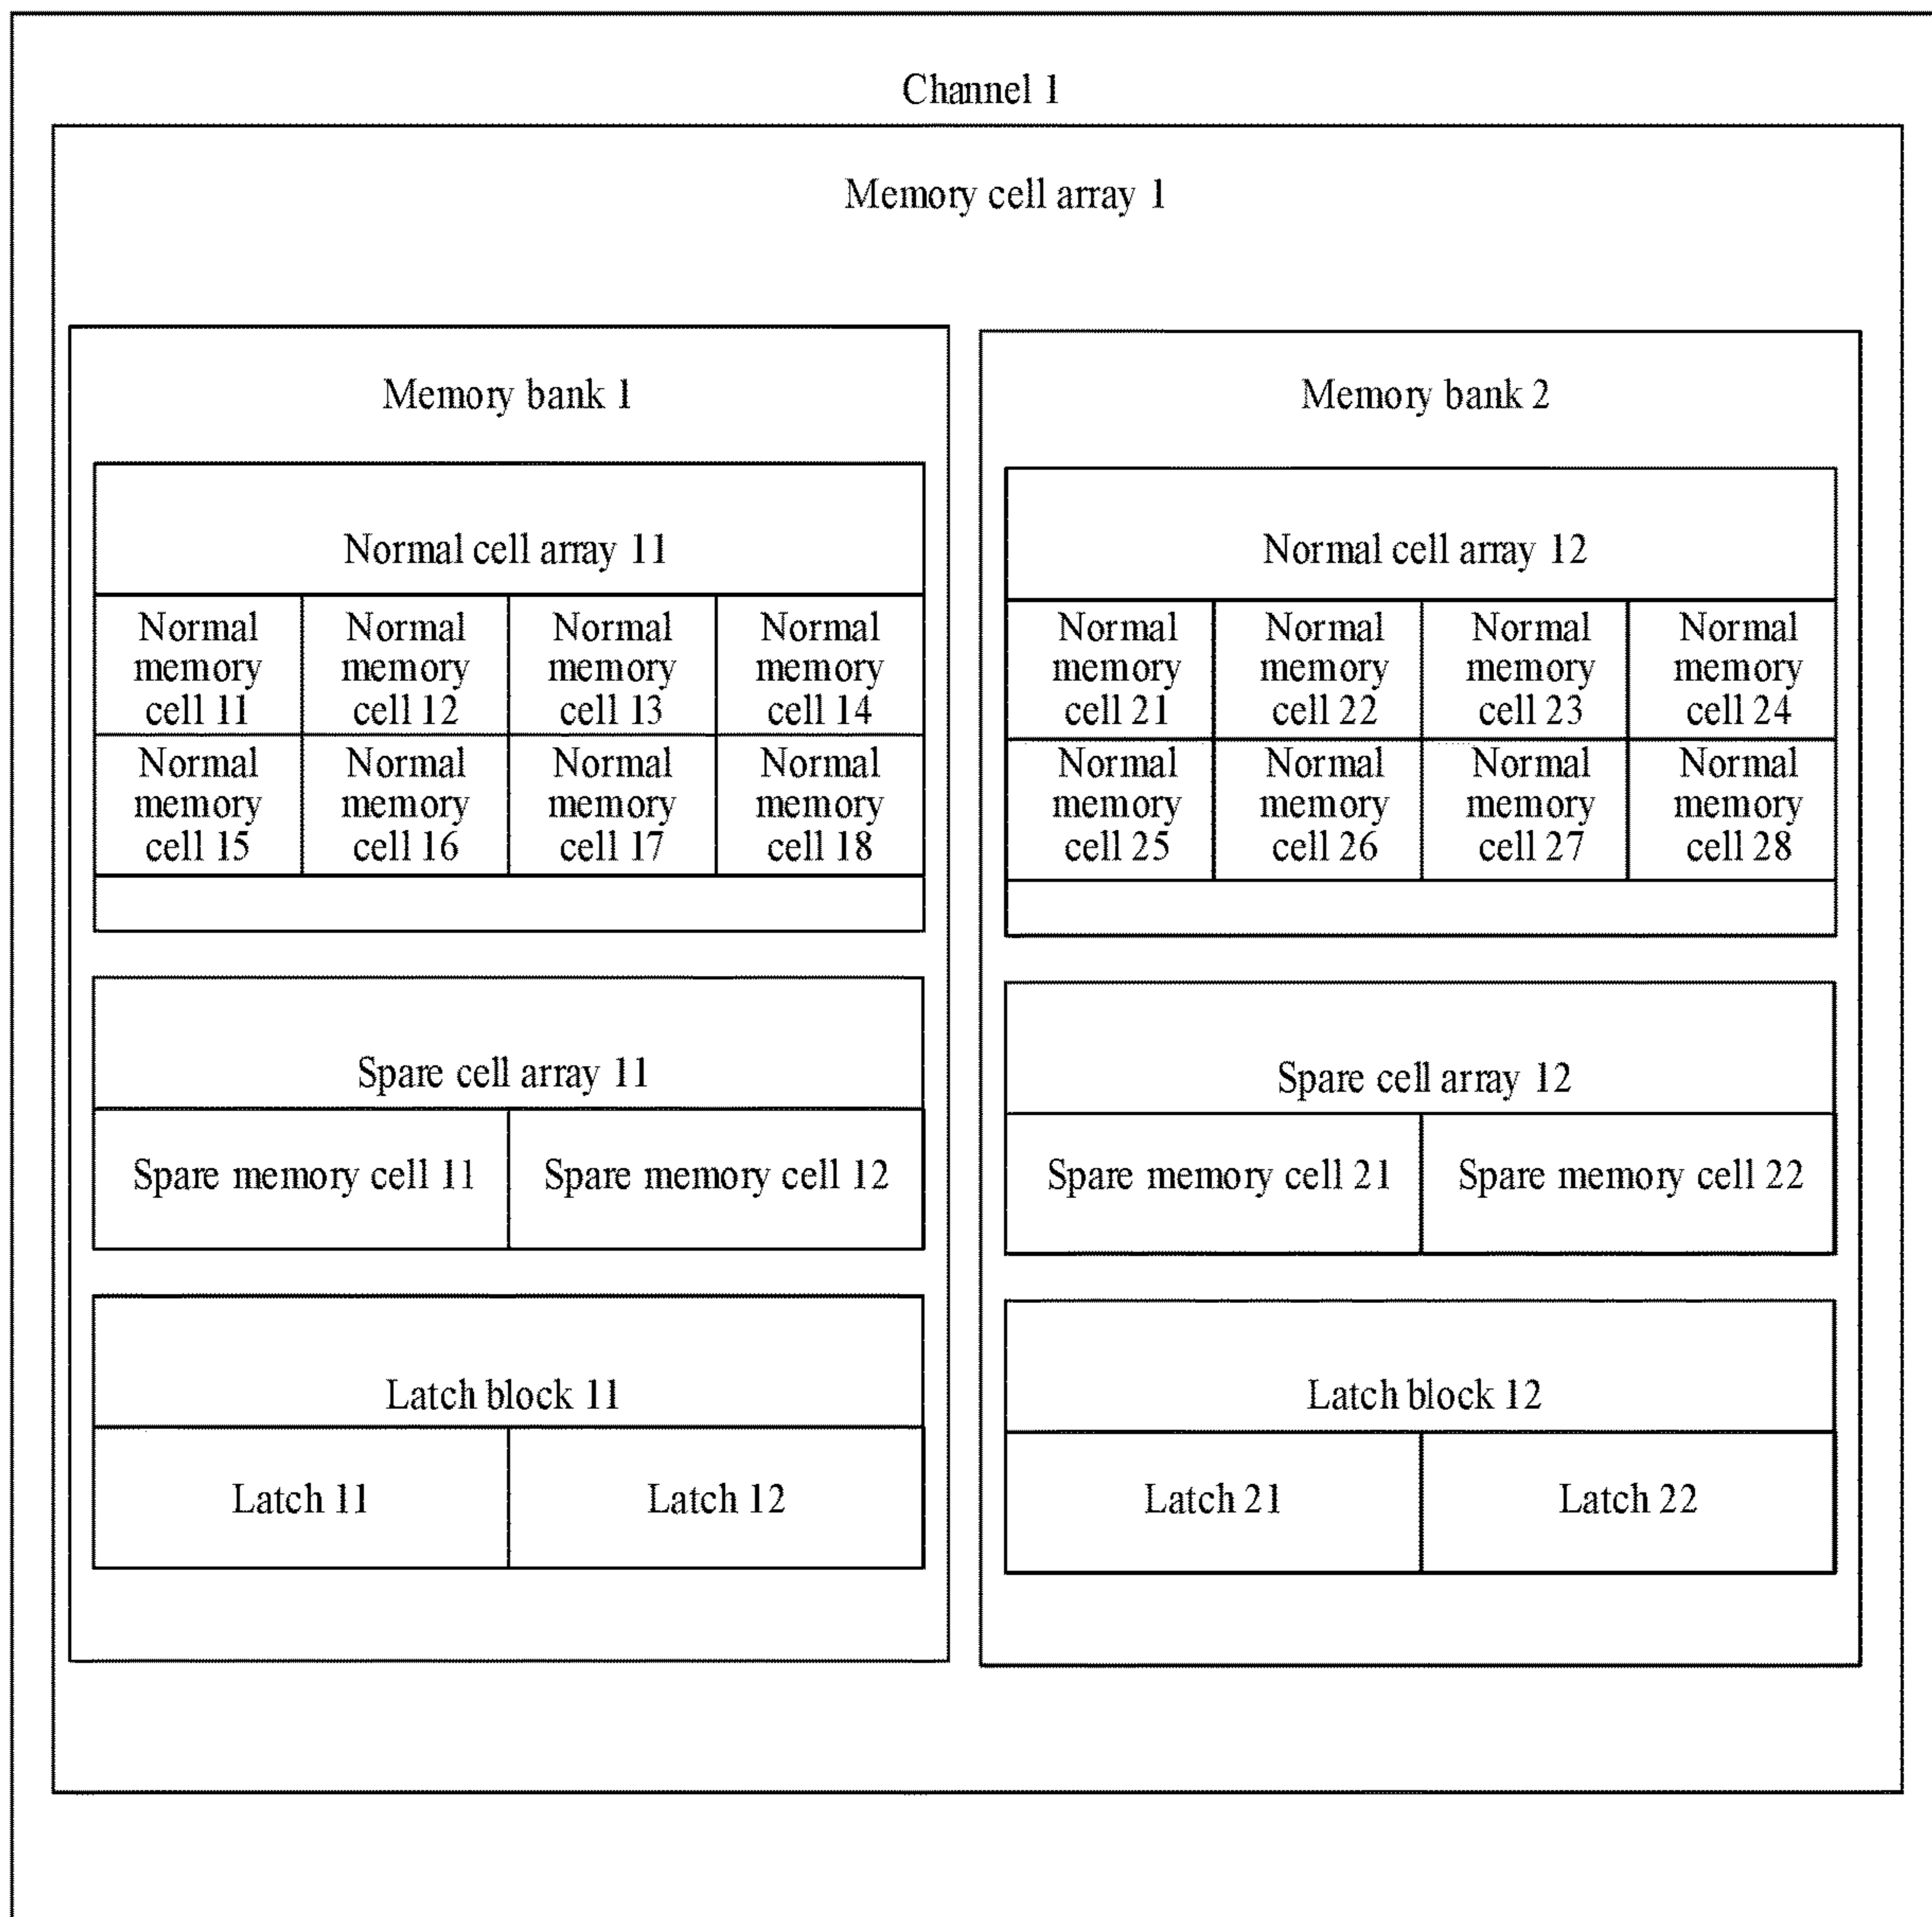 Channel 1
Memory cell array 1
Memory bank 1
Normal cell array 11
Normal memory cell 11
Normal memory cell 12
Normal memory cell 13
Normal memory cell 14
Normal memory cell 15
Normal memory cell 16
Normal memory cell 17
Normal memory cell 18
Spare cell array 11
Spare memory cell 11
Spare memory cell 12
Latch block 11
Latch 11
Latch 12
Memory bank 2
Normal cell array 12
Normal memory cell 21
Normal memory cell 22
Normal memory cell 23
Normal memory cell 24
Normal memory cell 25
Normal memory cell 26
Normal memory cell 27
Normal memory cell 28
Spare cell array 12
Spare memory cell 21
Spare memory cell 22
Latch block 12
Latch 21
Latch 22